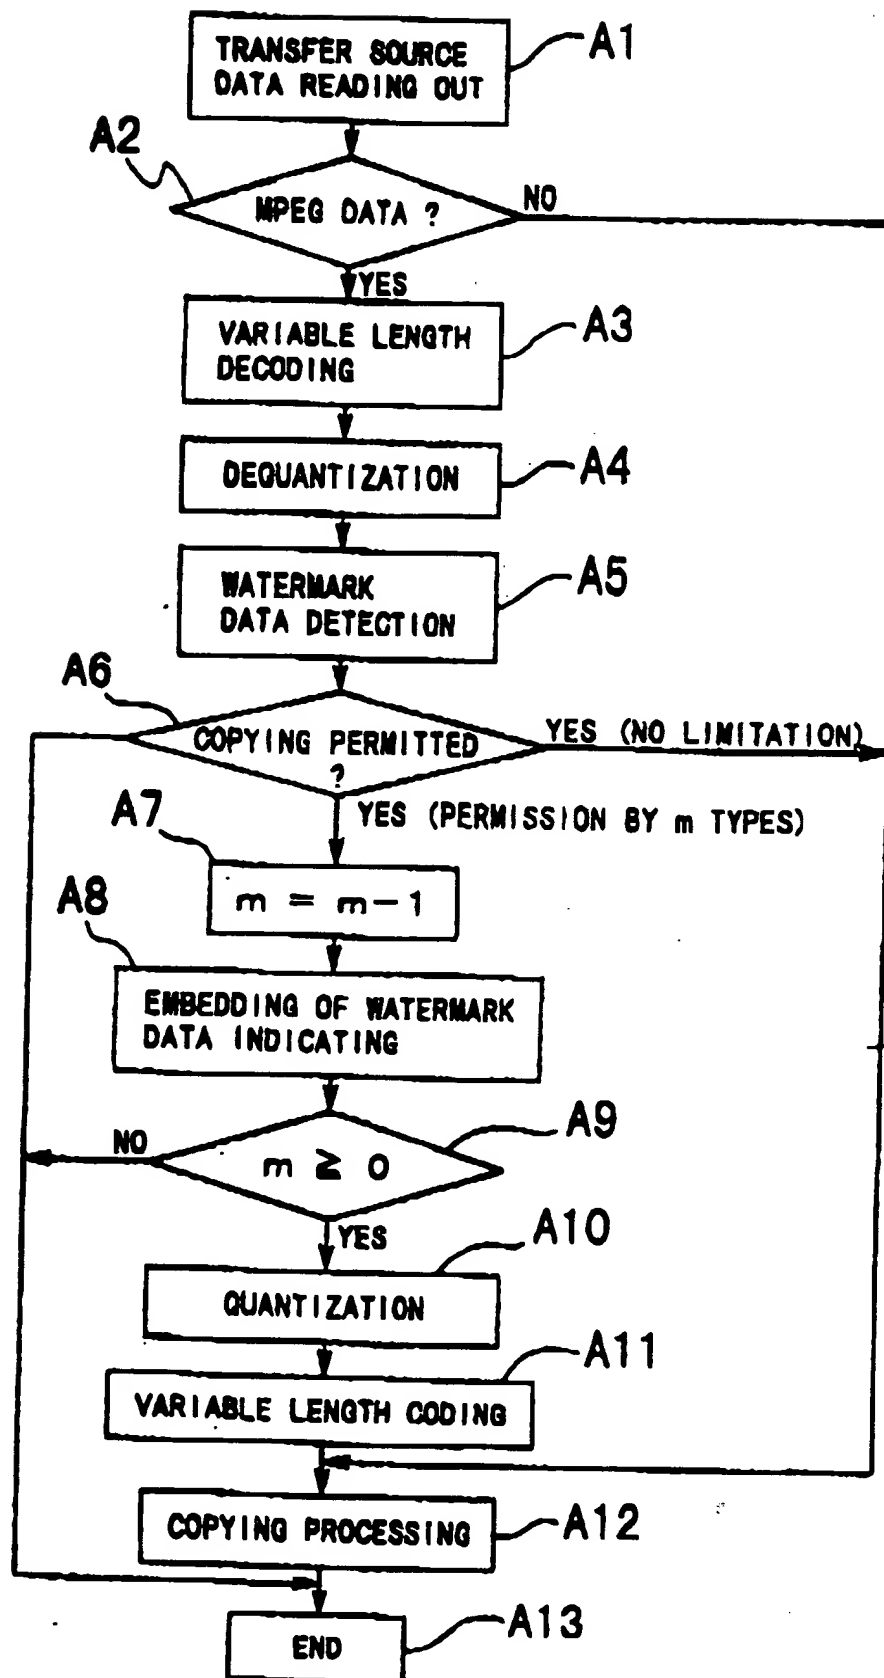 TRANSFER SOURCE
DATA READING OUT
A1
A2
MPEG DATA ?
NO
YES
VARIABLE LENGTH
DECODING
A3
DEQUANTIZATION
A4
WATERMARK
DATA DETECTION
A5
A6
COPYING PERMITTED
?
YES (NO LIMITATION)
YES (PERMISSION BY m TYPES)
A7
m = m-1
A8
EMBEDDING OF WATERMARK
DATA INDICATING
A9
NO
m ≧ 0
YES
A10
QUANTIZATION
A11
VARIABLE LENGTH CODING
COPYING PROCESSING
A12
END
A13